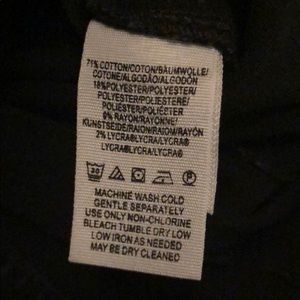 71% COTTON/COTON/BAUMWOLLE/
COTONE/ALGODÃO/ALGODÓN
18%POLYESTER/POLYESTER/
POLYESTER/POLIESTERE/
POLIESTER/POLIÉSTER
9% RAYON/RAYONNE/
KUNSTSEIDE/RAION/RAIOM/RAYÓN
2% LYCRA®LYCRA/LYCRA®
LYCRA®LYCRA/LYCRA®
30
MACHINE WASH COLD
GENTLE SEPARATELY
USE ONLY NON-CHLORINE
BLEACH TUMBLE DRY LOW
LOW IRON AS NEEDED
MAY BE DRY CLEANED